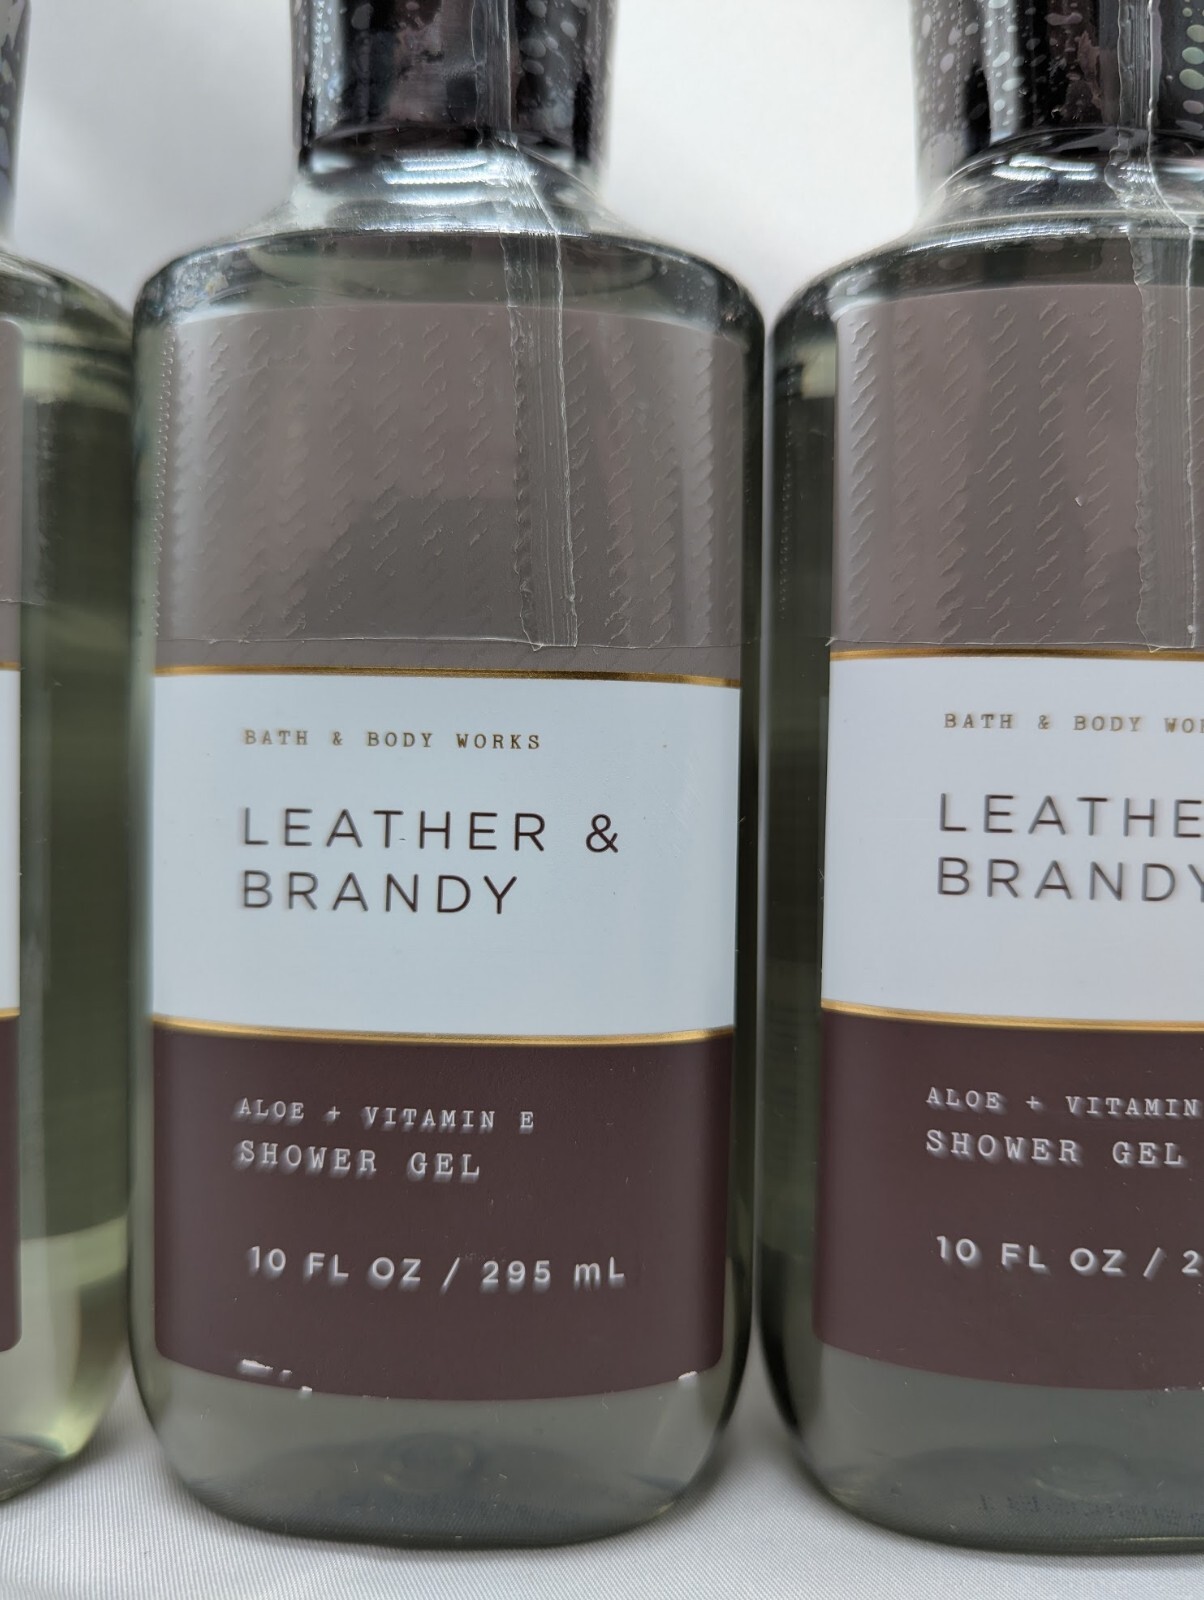 BATH & BODY WORKS
LEATHER &
BRANDY
ALOE + VITAMIN E
SHOWER GEL
10 FL OZ / 295 mL
BATH & BODY WO
LEATHE
BRANDY
ALOE + VITAMIN
SHOWER GEL
10 FL OZ / 2